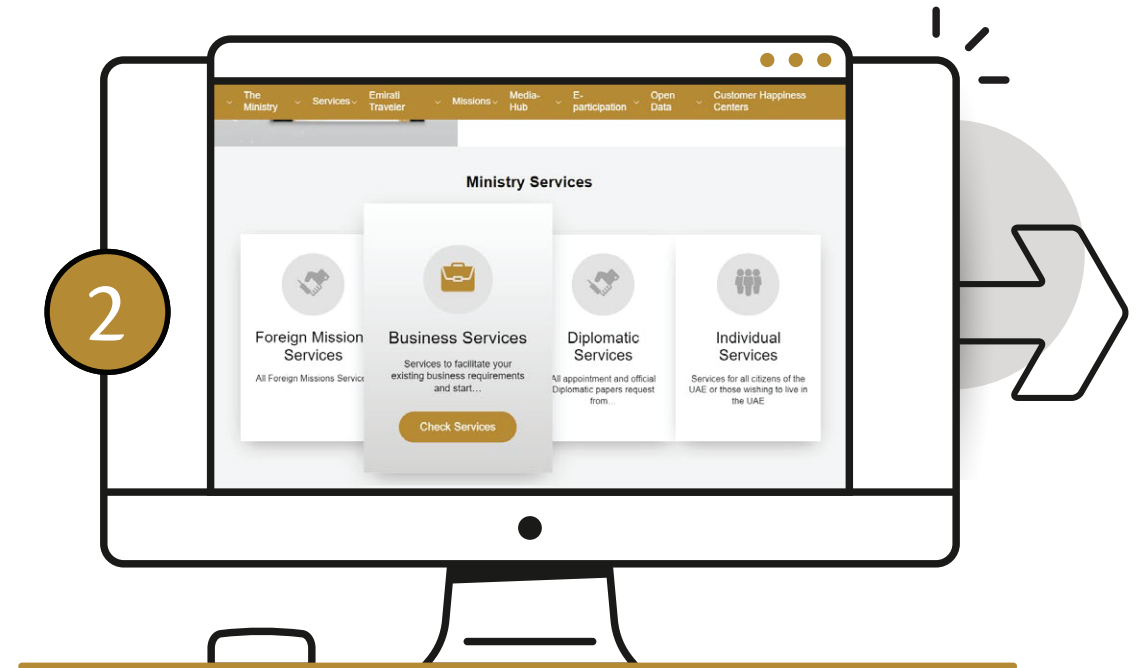 The Ministry
Services
Emirati Traveler
Missions
Media-Hub
E-participation
Open Data
Customer Happiness Centers
Ministry Services
2
Foreign Mission
Services
All Foreign Missions Service
Business Services
Services to facilitate your
existing business requirements
and start…
Check Services
Diplomatic
Services
All appointment and official
Diplomatic papers request
from…
Individual
Services
Services for all citizens of the
UAE or those wishing to live in
the UAE